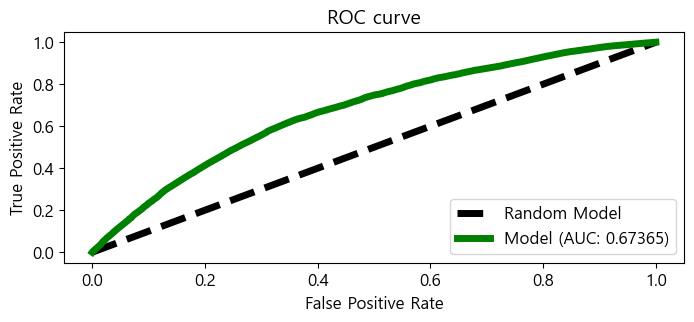 ROC curve
1.0
0.8
0.6
0.4
0.2
0.0
True Positive Rate
Random Model
Model (AUC: 0.67365)
0.0 0.2 0.4 0.6 0.8 1.0
False Positive Rate